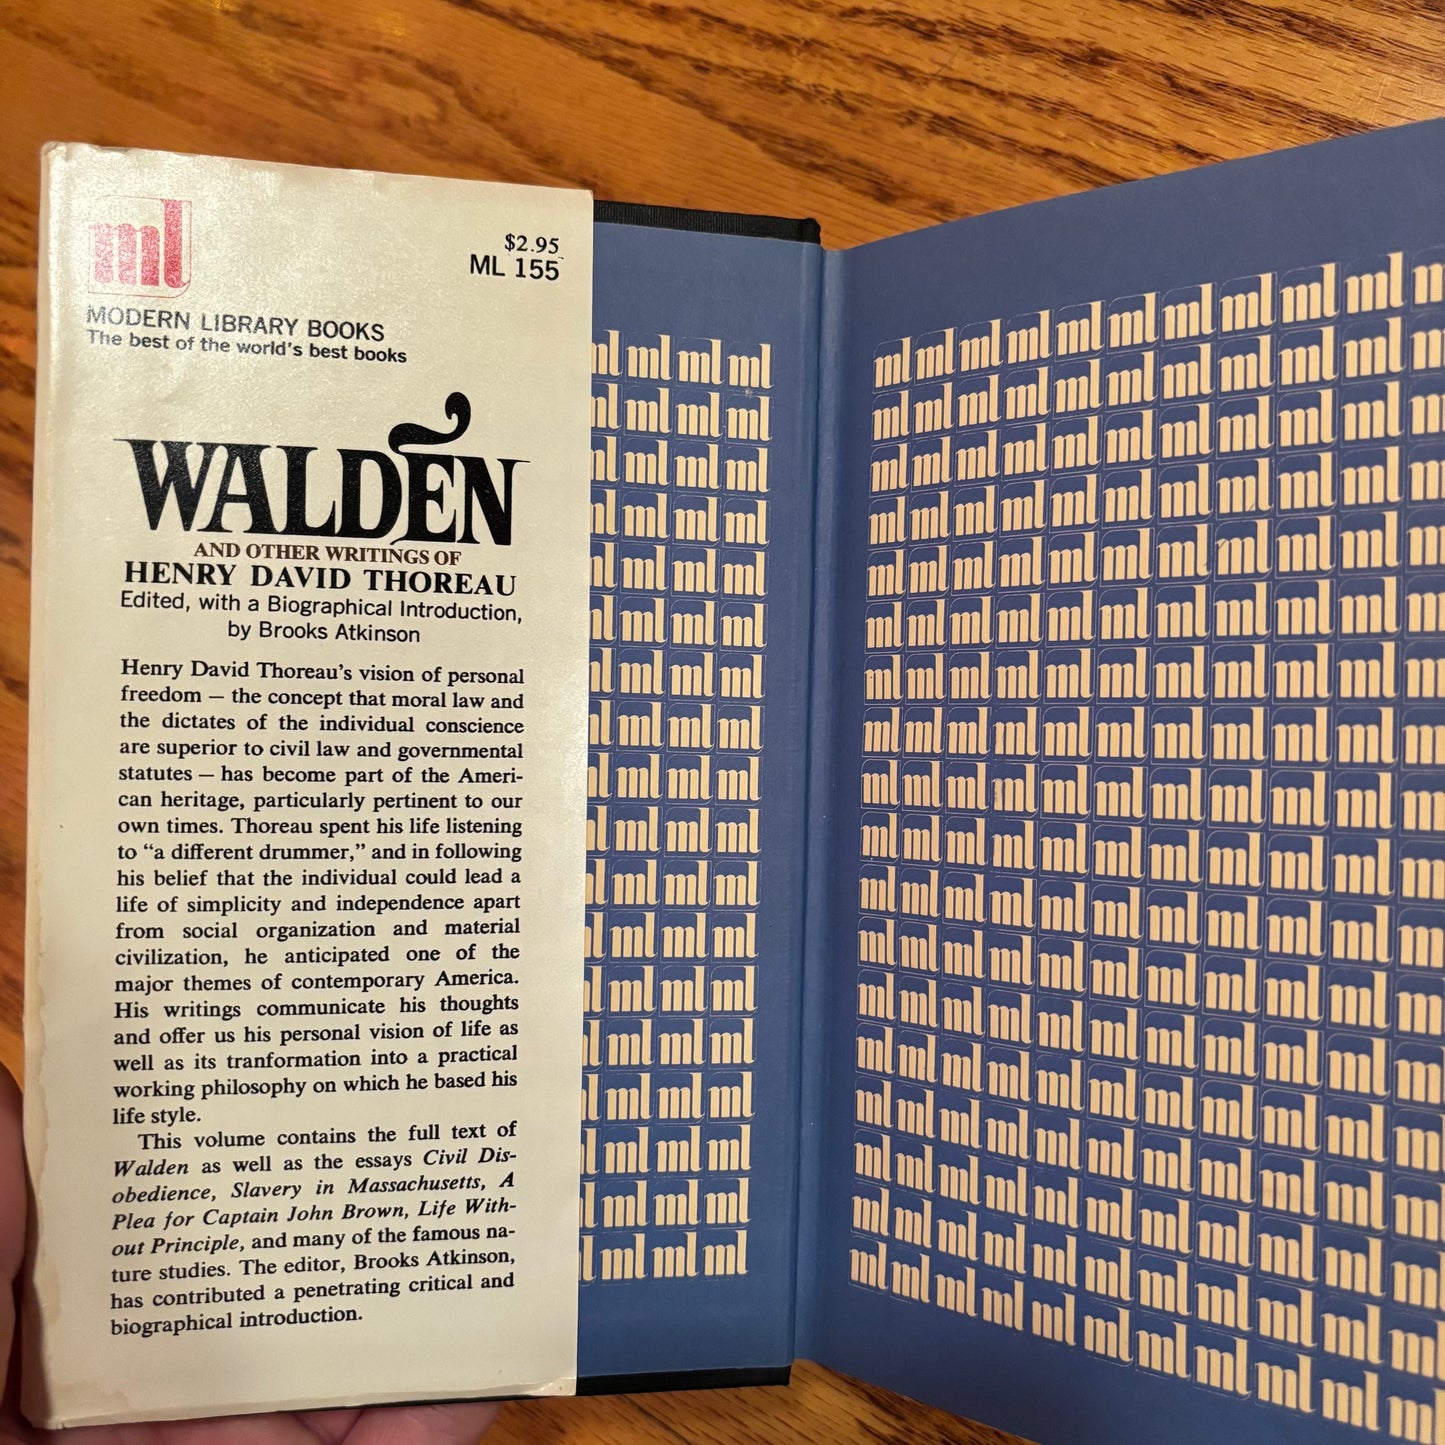 ml
$2.95
ML 155
MODERN LIBRARY BOOKS
The best of the world's best books
WALDEN
AND OTHER WRITINGS OF
HENRY DAVID THOREAU
Edited, with a Biographical Introduction,
by Brooks Atkinson
Henry David Thoreau's vision of personal
freedom — the concept that moral law and
the dictates of the individual conscience
are superior to civil law and governmental
statutes — has become part of the Ameri-
can heritage, particularly pertinent to our
own times. Thoreau spent his life listening
to “a different drummer,” and in following
his belief that the individual could lead a
life of simplicity and independence apart
from social organization and material
civilization, he anticipated one of the
major themes of contemporary America.
His writings communicate his thoughts
and offer us his personal vision of life as
well as its tranformation into a practical
working philosophy on which he based his
life style.
This volume contains the full text of
Walden as well as the essays Civil Dis-
obedience, Slavery in Massachusetts, A
Plea for Captain John Brown, Life With-
out Principle, and many of the famous na-
ture studies. The editor, Brooks Atkinson,
has contributed a penetrating critical and
biographical introduction.